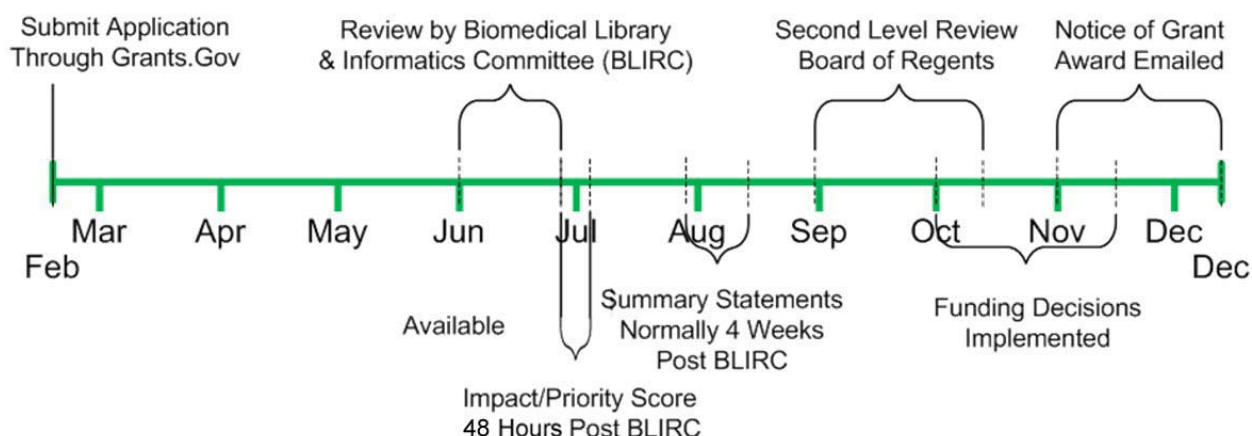 Submit Application
Through Grants.Gov
Review by Biomedical Library
& Informatics Committee (BLIRC)
Second Level Review
Board of Regents
Notice of Grant
Award Emailed
Mar
Apr
May
Jun
Jul
Aug
Sep
Oct
Nov
Dec
Feb
Dec
Available
Summary Statements
Normally 4 Weeks
Post BLIRC
Funding Decisions
Implemented
Impact/Priority Score
48 Hours Post BLIRC